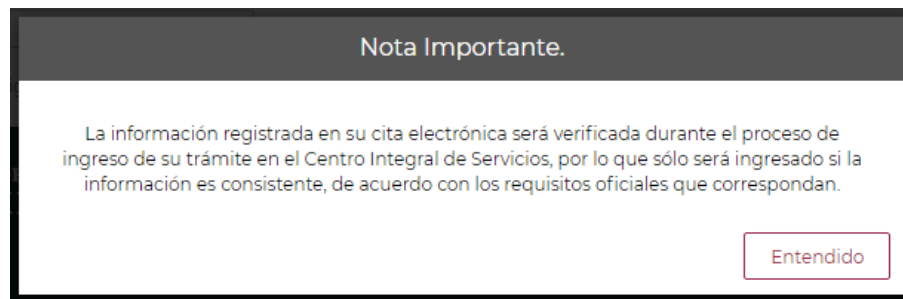 Nota Importante.
La información registrada en su cita electrónica será verificada durante el proceso de
ingreso de su trámite en el Centro Integral de Servicios, por lo que sólo será ingresado si la
información es consistente, de acuerdo con los requisitos oficiales que correspondan.
Entendido